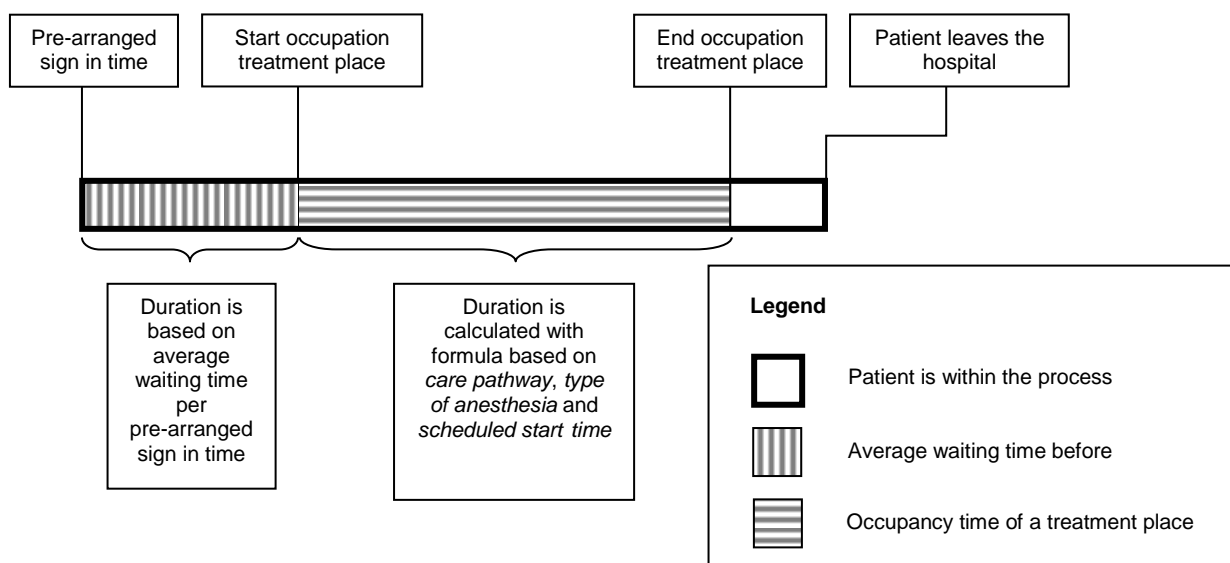 Pre-arranged
sign in time
Start occupation
treatment place
End occupation
treatment place
Patient leaves the
hospital
Duration is
based on
average
waiting time
per
pre-arranged
sign in time
Duration is
calculated with
formula based on
care pathway, type
of anesthesia and
scheduled start time
Legend
Patient is within the process
Average waiting time before
Occupancy time of a treatment place